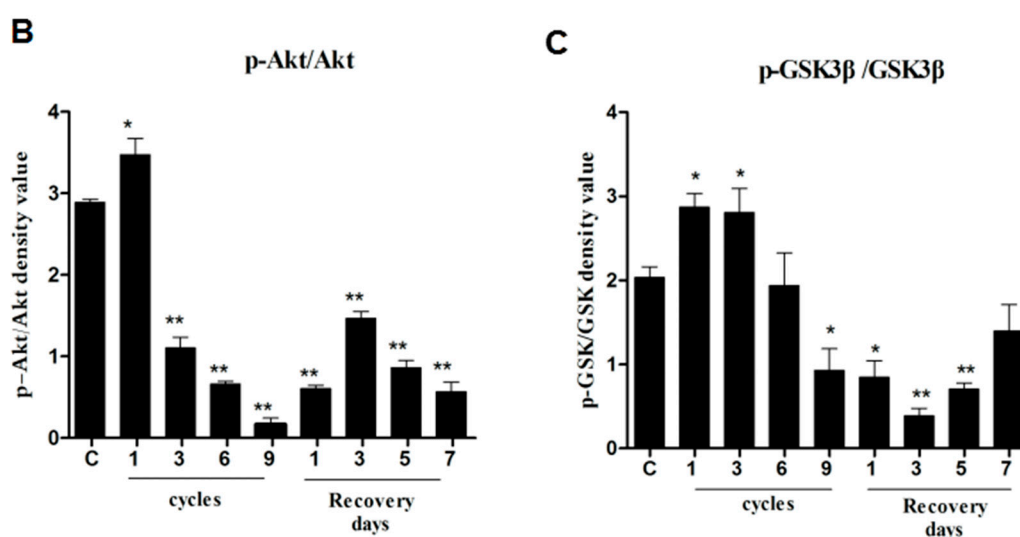 B
p-Akt/Akt
p-Akt/Akt density value
4
3
2
1
0
*
**
**
**
**
**
**
**
C 1 3 6 9 1 3 5 7
cycles
Recovery
days
C
p-GSK3β /GSK3β
p-GSK/GSK density value
4
3
2
1
0
*
*
*
*
**
**
C 1 3 6 9 1 3 5 7
cycles
Recovery
days